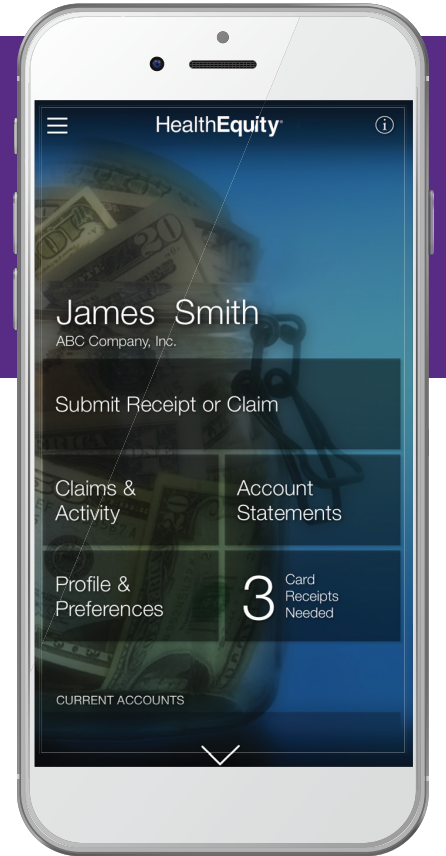 HealthEquity®
James Smith
ABC Company, Inc.
Submit Receipt or Claim
Claims &
Activity
Account
Statements
Profile &
Preferences
3
Card
Receipts
Needed
CURRENT ACCOUNTS